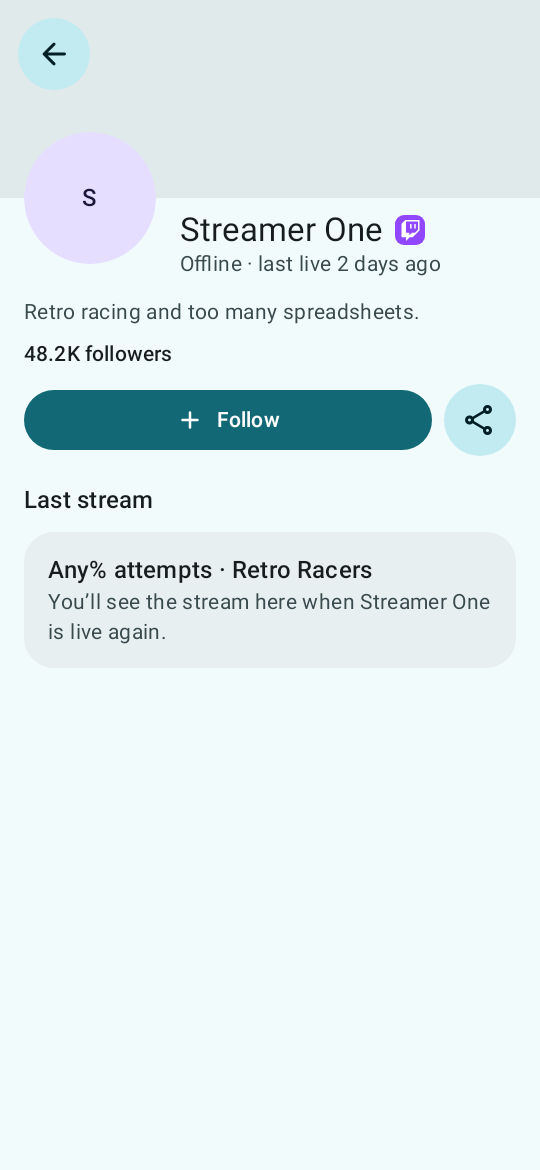 S
Streamer One
Offline · last live 2 days ago
Retro racing and too many spreadsheets.
48.2K followers
Follow
Last stream
Any% attempts · Retro Racers
You’ll see the stream here when Streamer One
is live again.